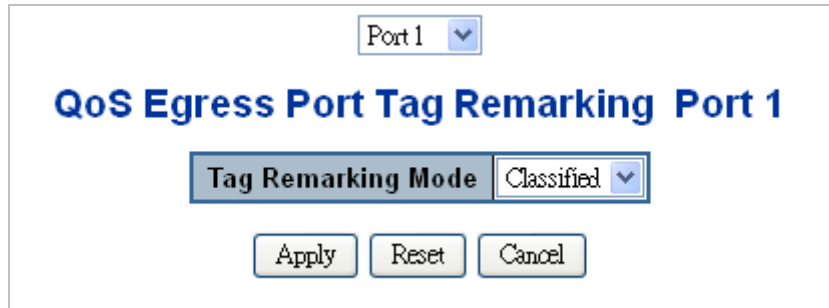 Port 1
QoS Egress Port Tag Remarking Port 1
Tag Remarking Mode Classified
Apply Reset Cancel